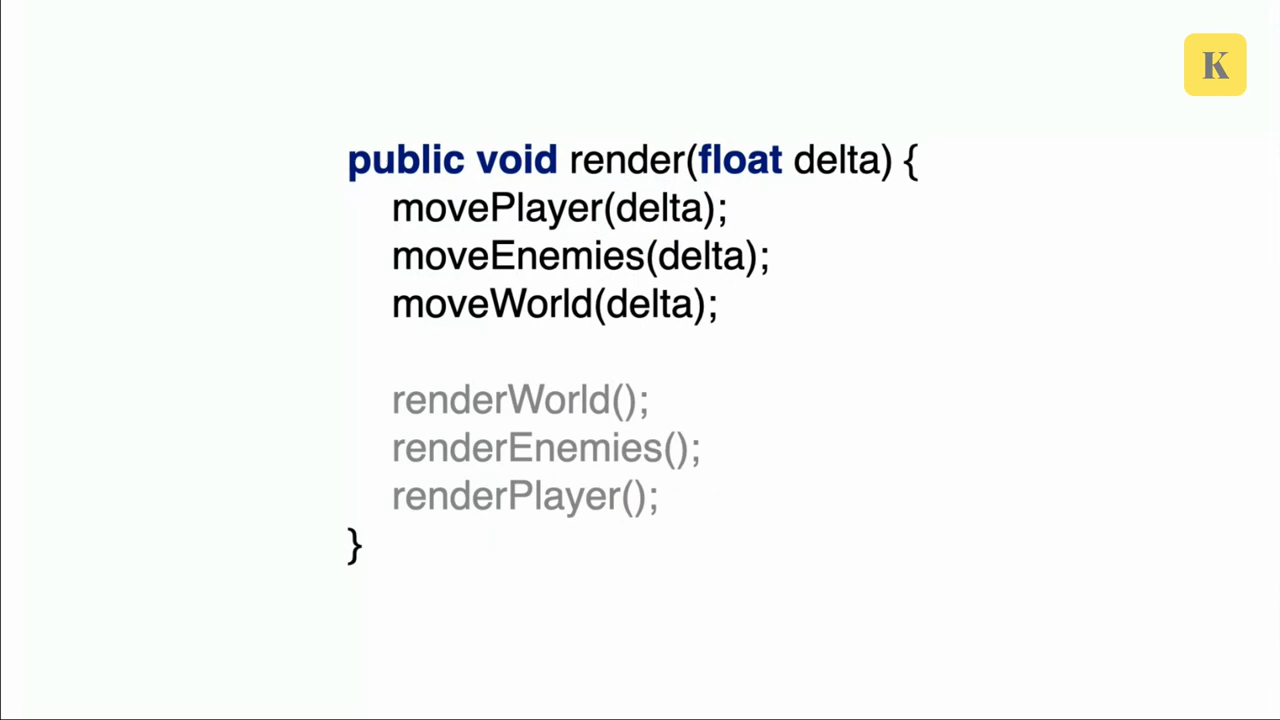 K
public void render(float delta) {
movePlayer(delta);
moveEnemies(delta);
moveWorld(delta);
renderWorld();
renderEnemies();
renderPlayer();
}